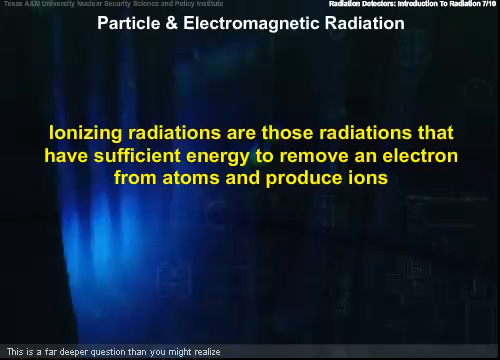 Texas A&M University Nuclear Security Science and Policy Institute
Radiation Detectors: Introduction To Radiation 7/10
Particle & Electromagnetic Radiation
Ionizing radiations are those radiations that
have sufficient energy to remove an electron
from atoms and produce ions
This is a far deeper question than you might realize